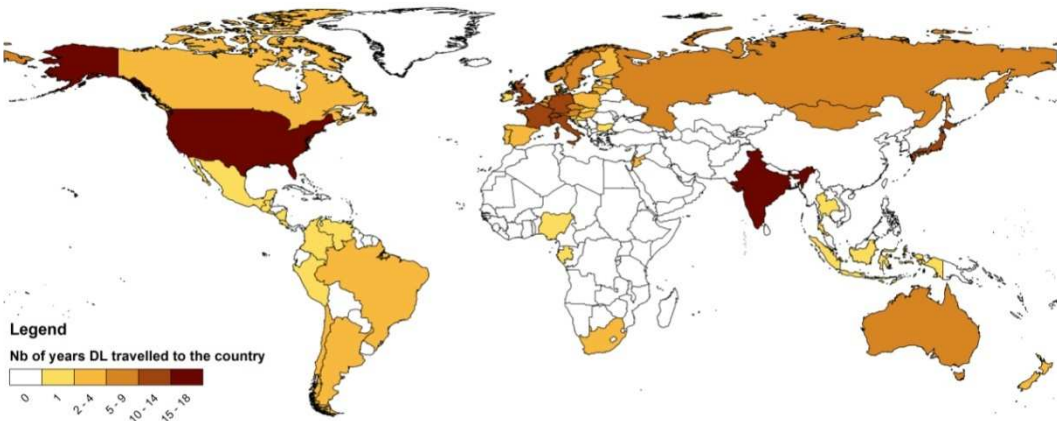 Legend
Nb of years DL travelled to the country
0 1 2 - 4 5 - 9 10 - 14 15 - 18